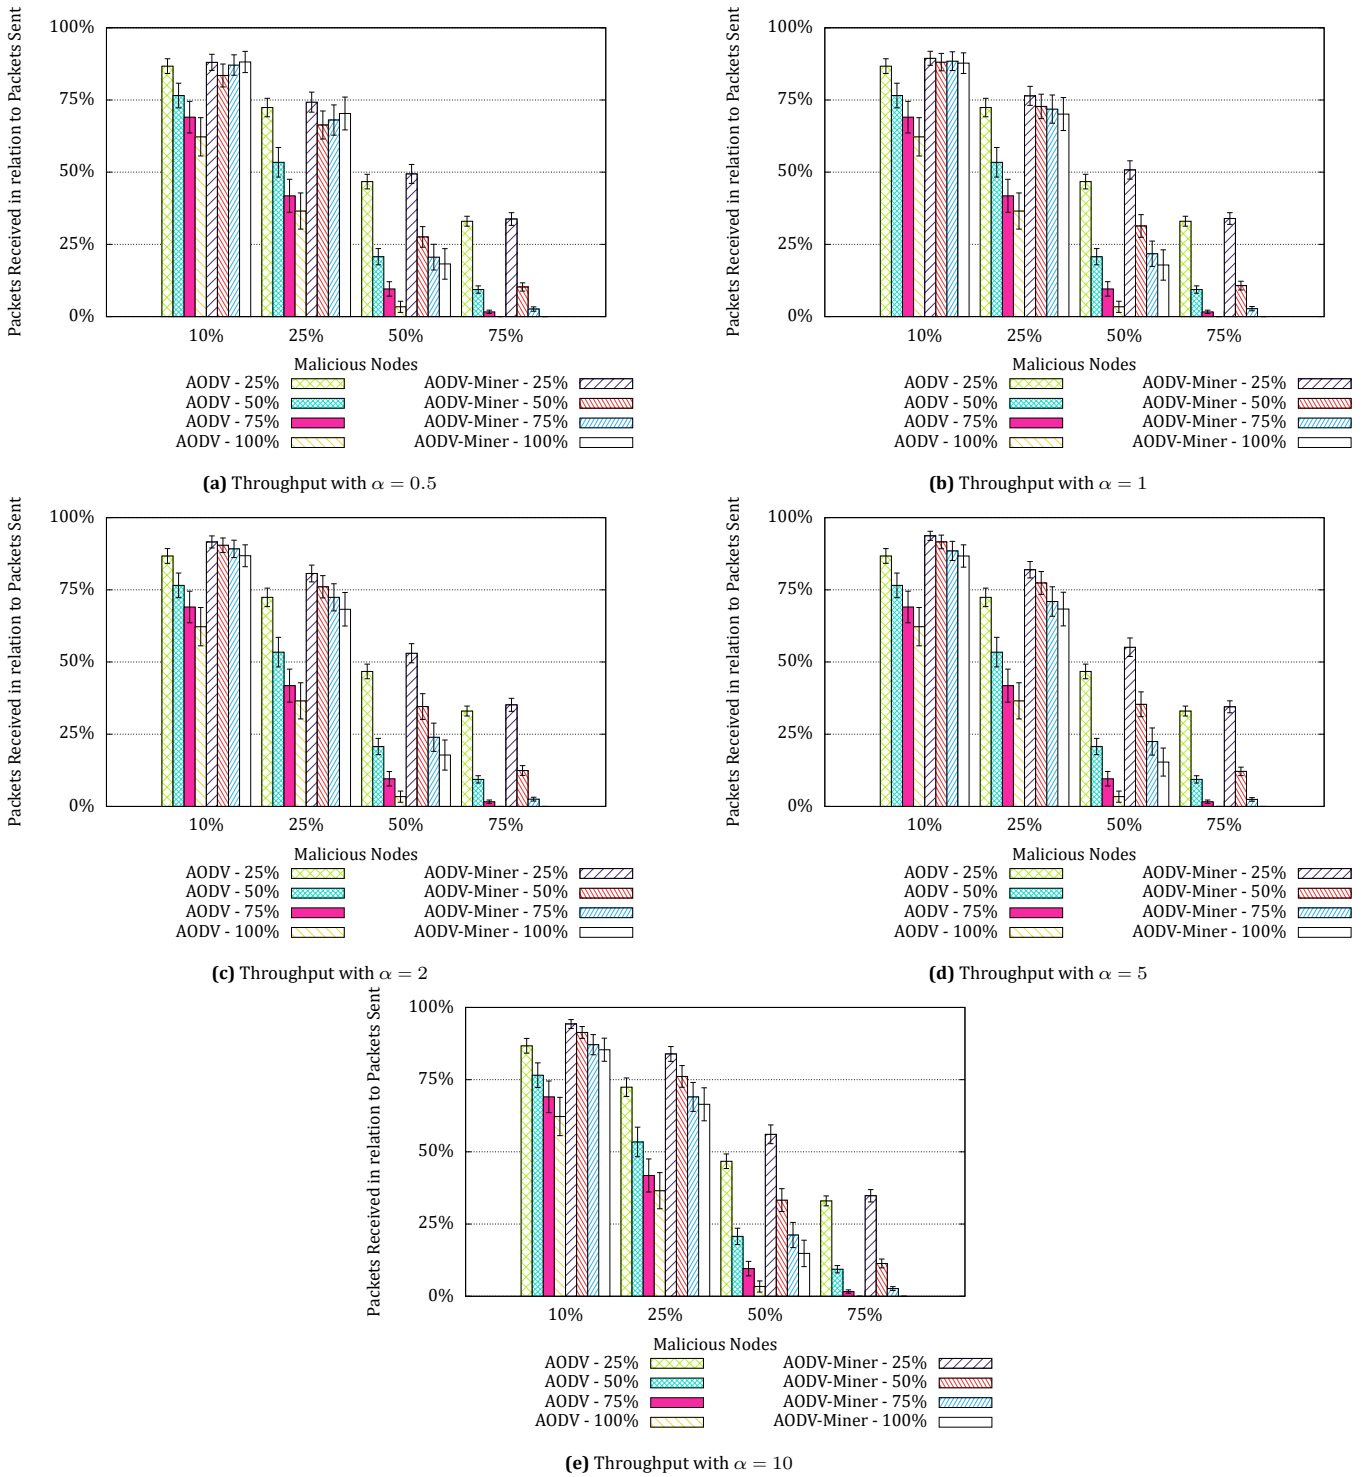 Packets Received in relation to Packets Sent
100%
75%
50%
25%
0%
10% 25% 50% 75%
Malicious Nodes
AODV - 25% AODV-Miner - 25%
AODV - 50% AODV-Miner - 50%
AODV - 75% AODV-Miner - 75%
AODV - 100% AODV-Miner - 100%
(a) Throughput with α = 0.5
Packets Received in relation to Packets Sent
100%
75%
50%
25%
0%
10% 25% 50% 75%
Malicious Nodes
AODV - 25% AODV-Miner - 25%
AODV - 50% AODV-Miner - 50%
AODV - 75% AODV-Miner - 75%
AODV - 100% AODV-Miner - 100%
(b) Throughput with α = 1
Packets Received in relation to Packets Sent
100%
75%
50%
25%
0%
10% 25% 50% 75%
Malicious Nodes
AODV - 25% AODV-Miner - 25%
AODV - 50% AODV-Miner - 50%
AODV - 75% AODV-Miner - 75%
AODV - 100% AODV-Miner - 100%
(c) Throughput with α = 2
Packets Received in relation to Packets Sent
100%
75%
50%
25%
0%
10% 25% 50% 75%
Malicious Nodes
AODV - 25% AODV-Miner - 25%
AODV - 50% AODV-Miner - 50%
AODV - 75% AODV-Miner - 75%
AODV - 100% AODV-Miner - 100%
(d) Throughput with α = 5
Packets Received in relation to Packets Sent
100%
75%
50%
25%
0%
10% 25% 50% 75%
Malicious Nodes
AODV - 25% AODV-Miner - 25%
AODV - 50% AODV-Miner - 50%
AODV - 75% AODV-Miner - 75%
AODV - 100% AODV-Miner - 100%
(e) Throughput with α = 10